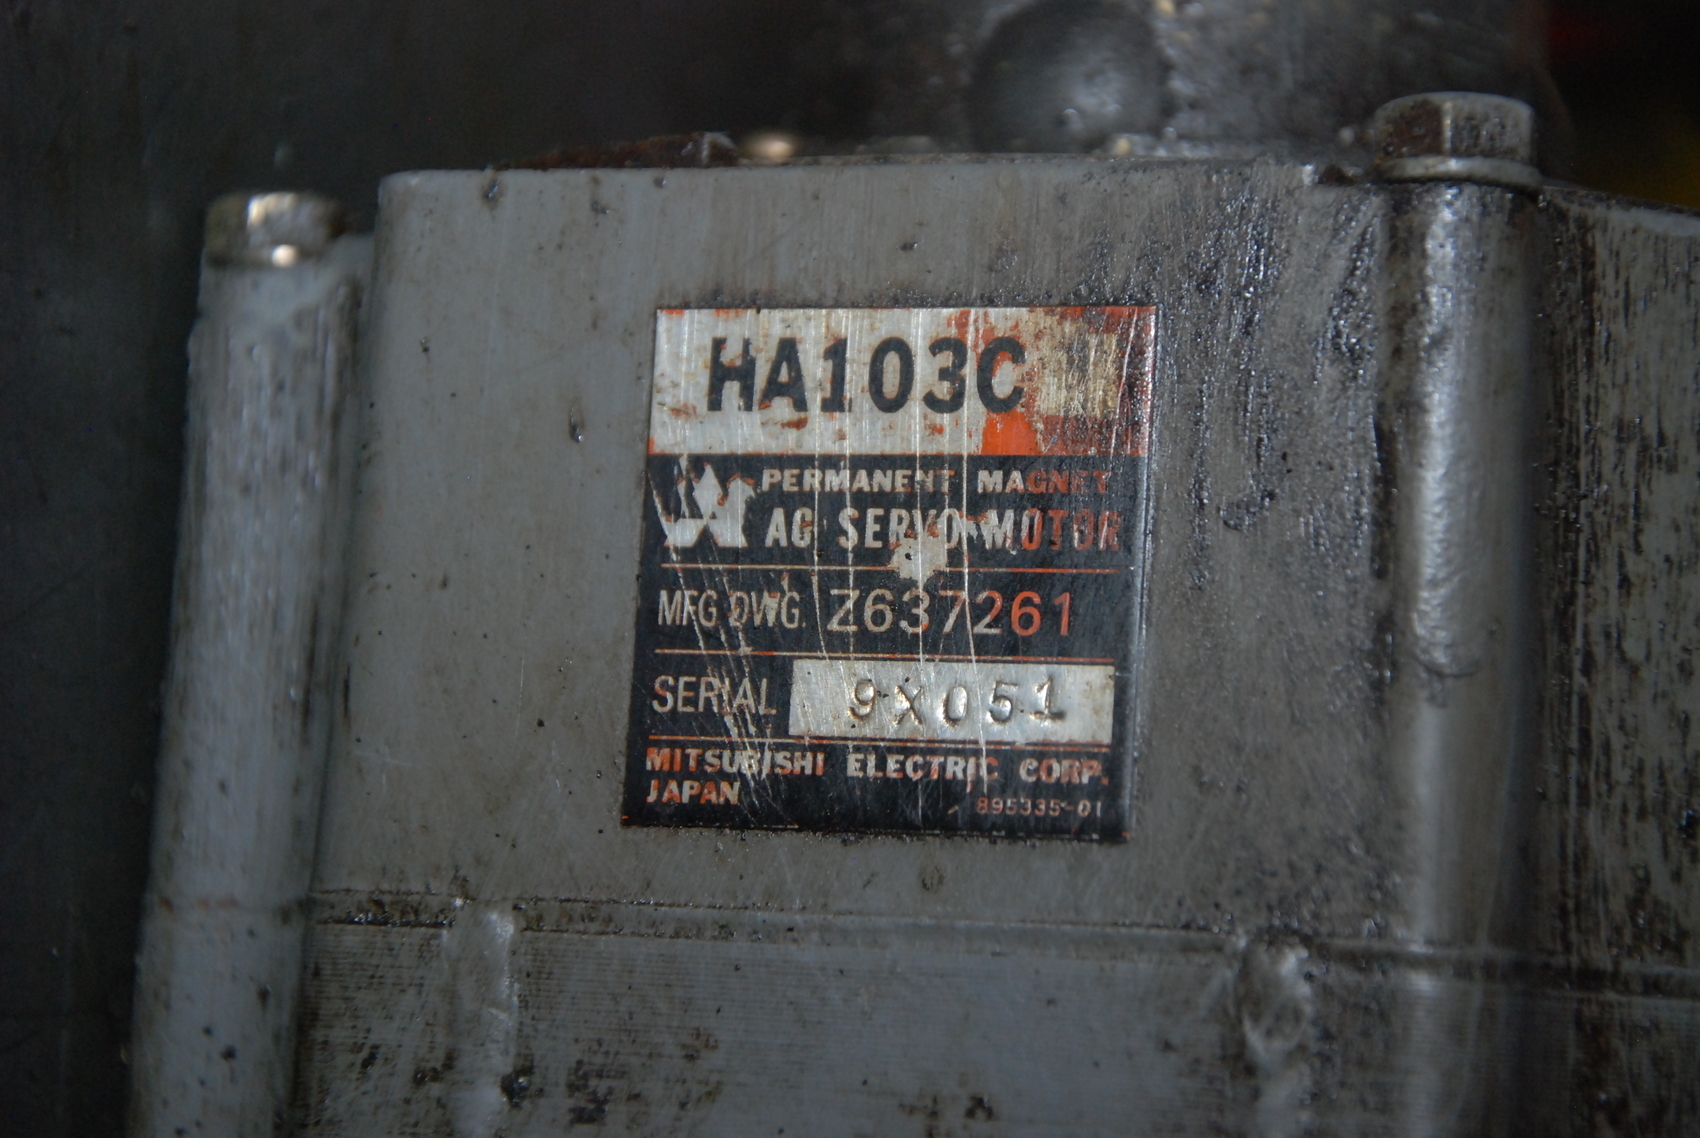 HA103C
PERMANENT MAGNET
AC SERVO MOTOR
MFG.DWG. Z637261
SERIAL 9X051
MITSUBISHI ELECTRIC CORP.
JAPAN 895335-01